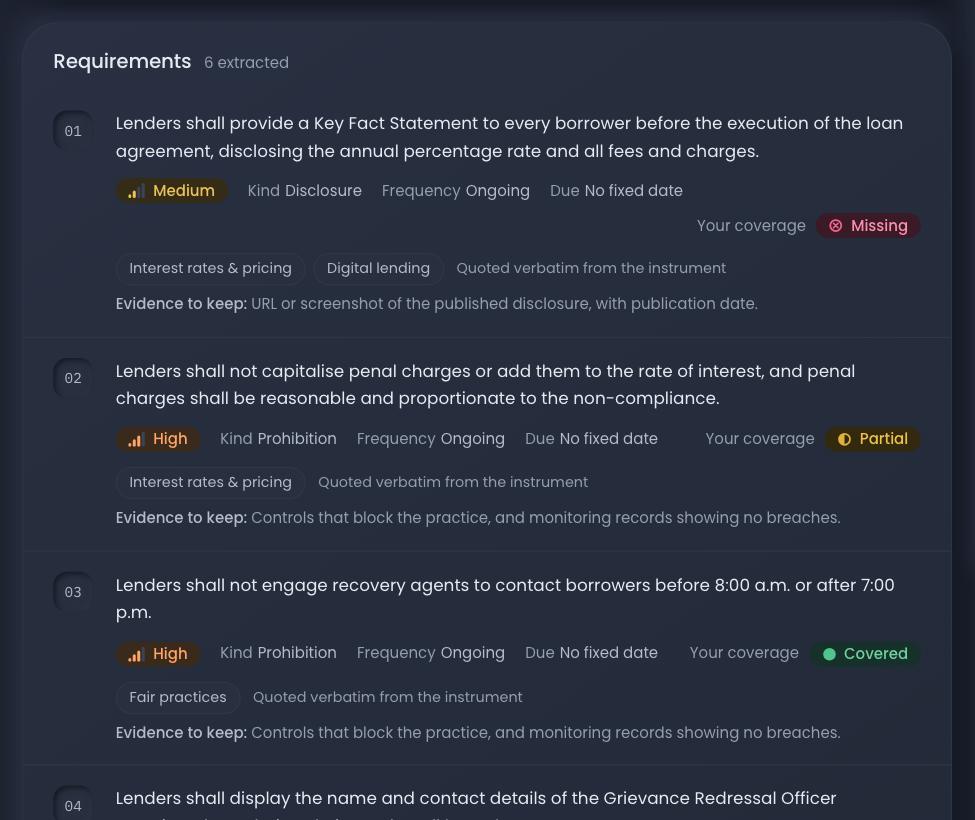 Requirements 6 extracted
01
Lenders shall provide a Key Fact Statement to every borrower before the execution of the loan
agreement, disclosing the annual percentage rate and all fees and charges.
Medium Kind Disclosure Frequency Ongoing Due No fixed date
Your coverage Missing
Interest rates & pricing Digital lending Quoted verbatim from the instrument
Evidence to keep: URL or screenshot of the published disclosure, with publication date.
02
Lenders shall not capitalise penal charges or add them to the rate of interest, and penal
charges shall be reasonable and proportionate to the non-compliance.
High Kind Prohibition Frequency Ongoing Due No fixed date Your coverage Partial
Interest rates & pricing Quoted verbatim from the instrument
Evidence to keep: Controls that block the practice, and monitoring records showing no breaches.
03
Lenders shall not engage recovery agents to contact borrowers before 8:00 a.m. or after 7:00
p.m.
High Kind Prohibition Frequency Ongoing Due No fixed date Your coverage Covered
Fair practices Quoted verbatim from the instrument
Evidence to keep: Controls that block the practice, and monitoring records showing no breaches.
04
Lenders shall display the name and contact details of the Grievance Redressal Officer